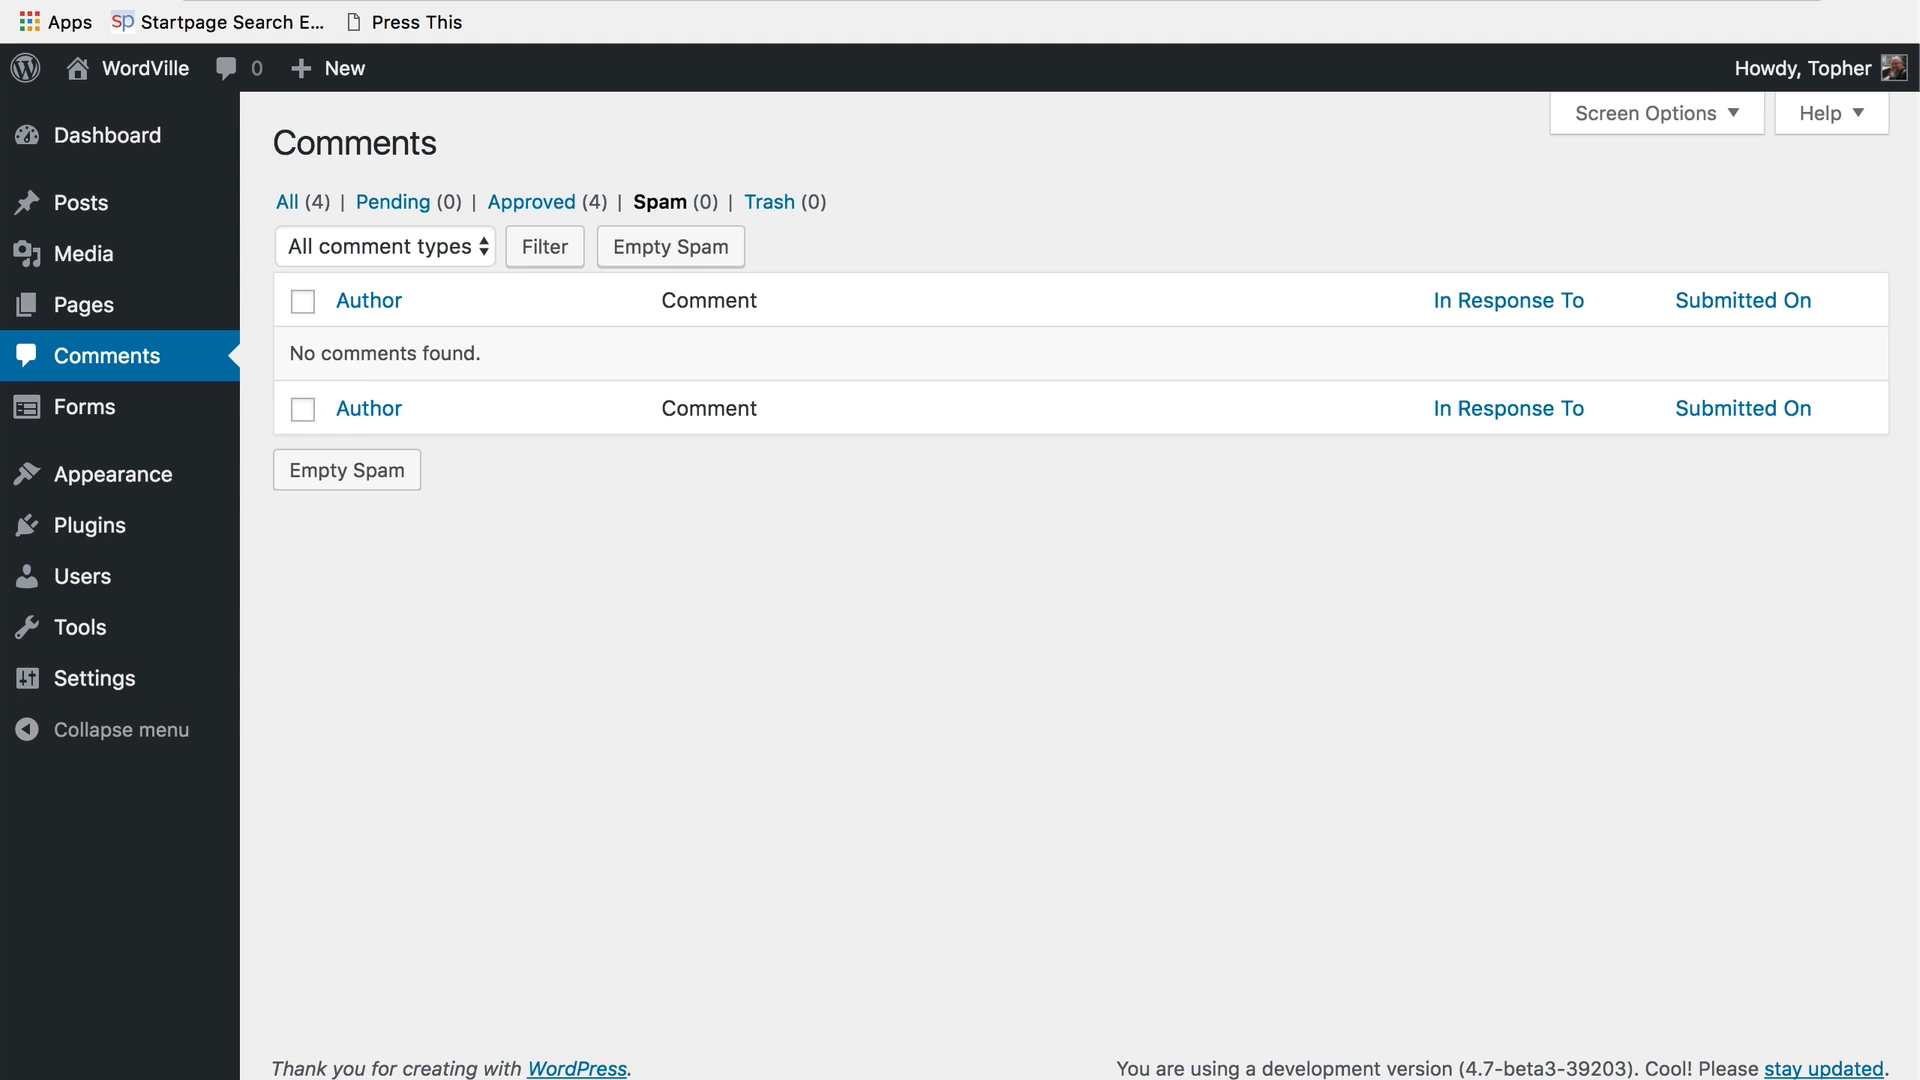 Apps sp Startpage Search E... Press This
WordVille 0 New Howdy, Topher
Screen Options Help
Comments
All (4) | Pending (0) | Approved (4) | Spam (0) | Trash (0)
All comment types Filter Empty Spam
Author Comment In Response To Submitted On
No comments found.
Author Comment In Response To Submitted On
Empty Spam
Dashboard
Posts
Media
Pages
Comments
Forms
Appearance
Plugins
Users
Tools
Settings
Collapse menu
Thank you for creating with WordPress.
You are using a development version (4.7-beta3-39203). Cool! Please stay updated.